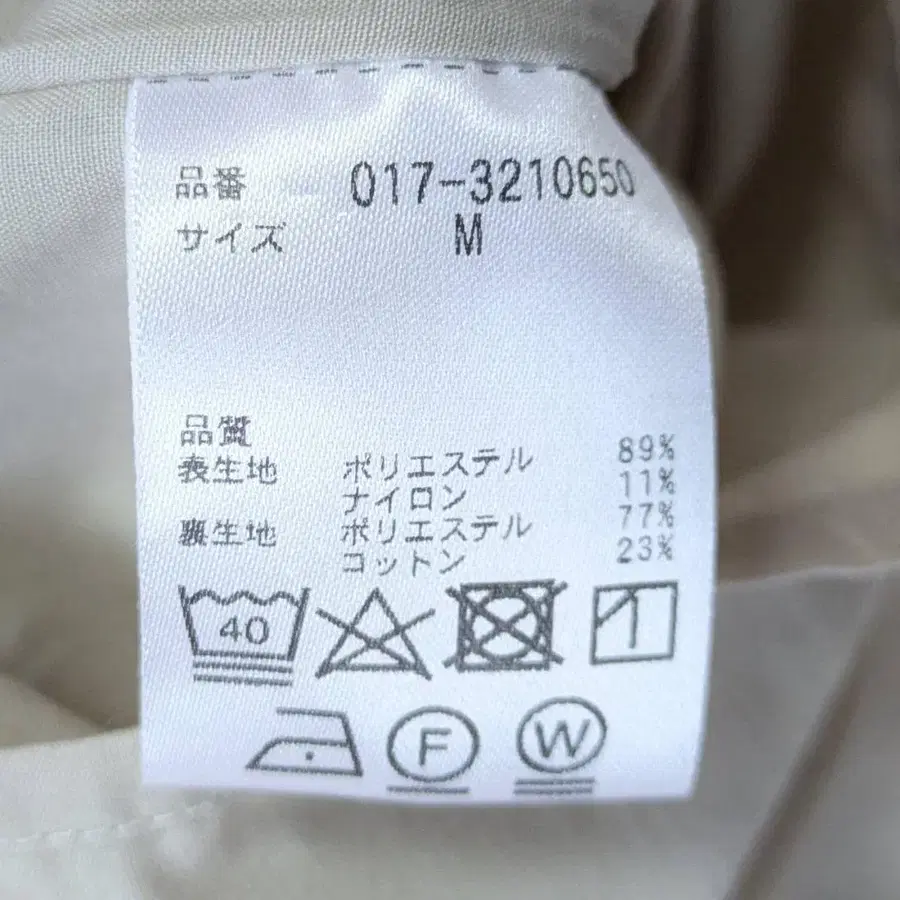 品番 017-3210650
サイズ M
品質
表生地 ポリエステル 89%
ナイロン 11%
裏生地 ポリエステル 77%
コットン 23%
40
F W